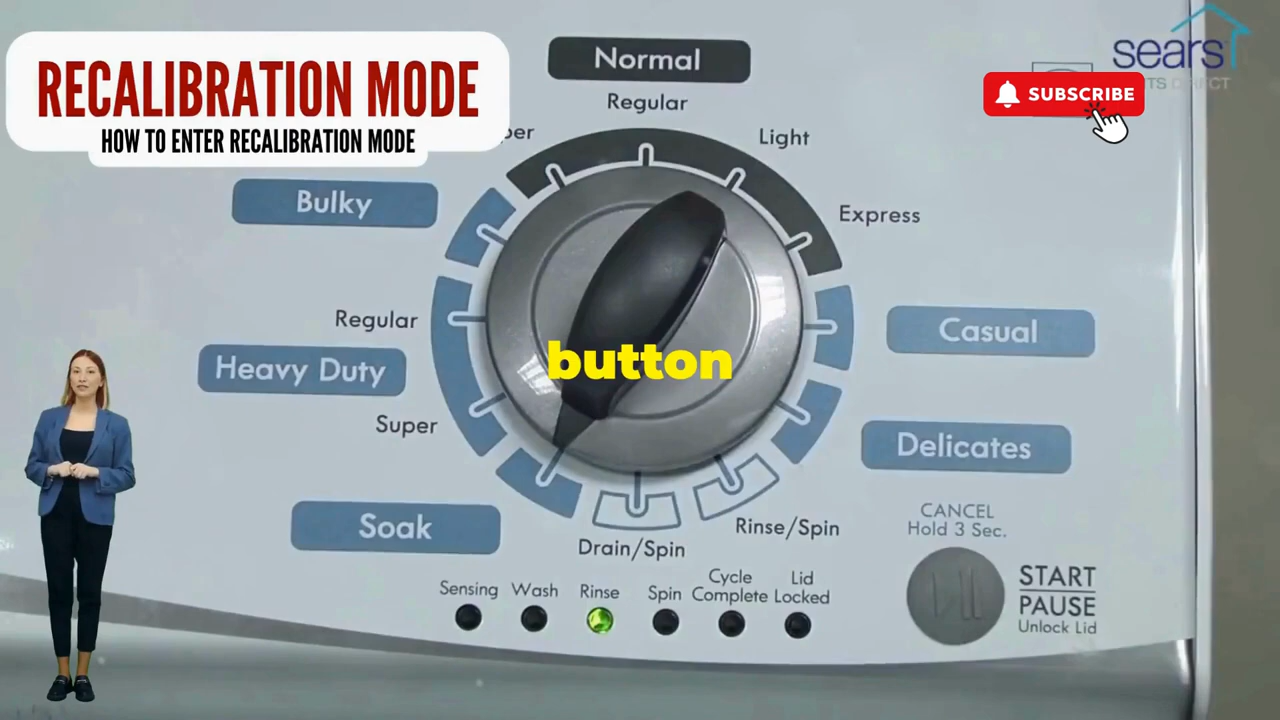 sears
RECALIBRATION MODE
HOW TO ENTER RECALIBRATION MODE
SUBSCRIBE
DIRECT
Normal
Regular
Light
Bulky
Express
Regular
Casual
Heavy Duty
button
Super
Delicates
Soak
CANCEL
Hold 3 Sec.
Rinse/Spin
Drain/Spin
Sensing
Wash
Rinse
Spin
Cycle
Complete
Lid
Locked
START
PAUSE
Unlock Lid